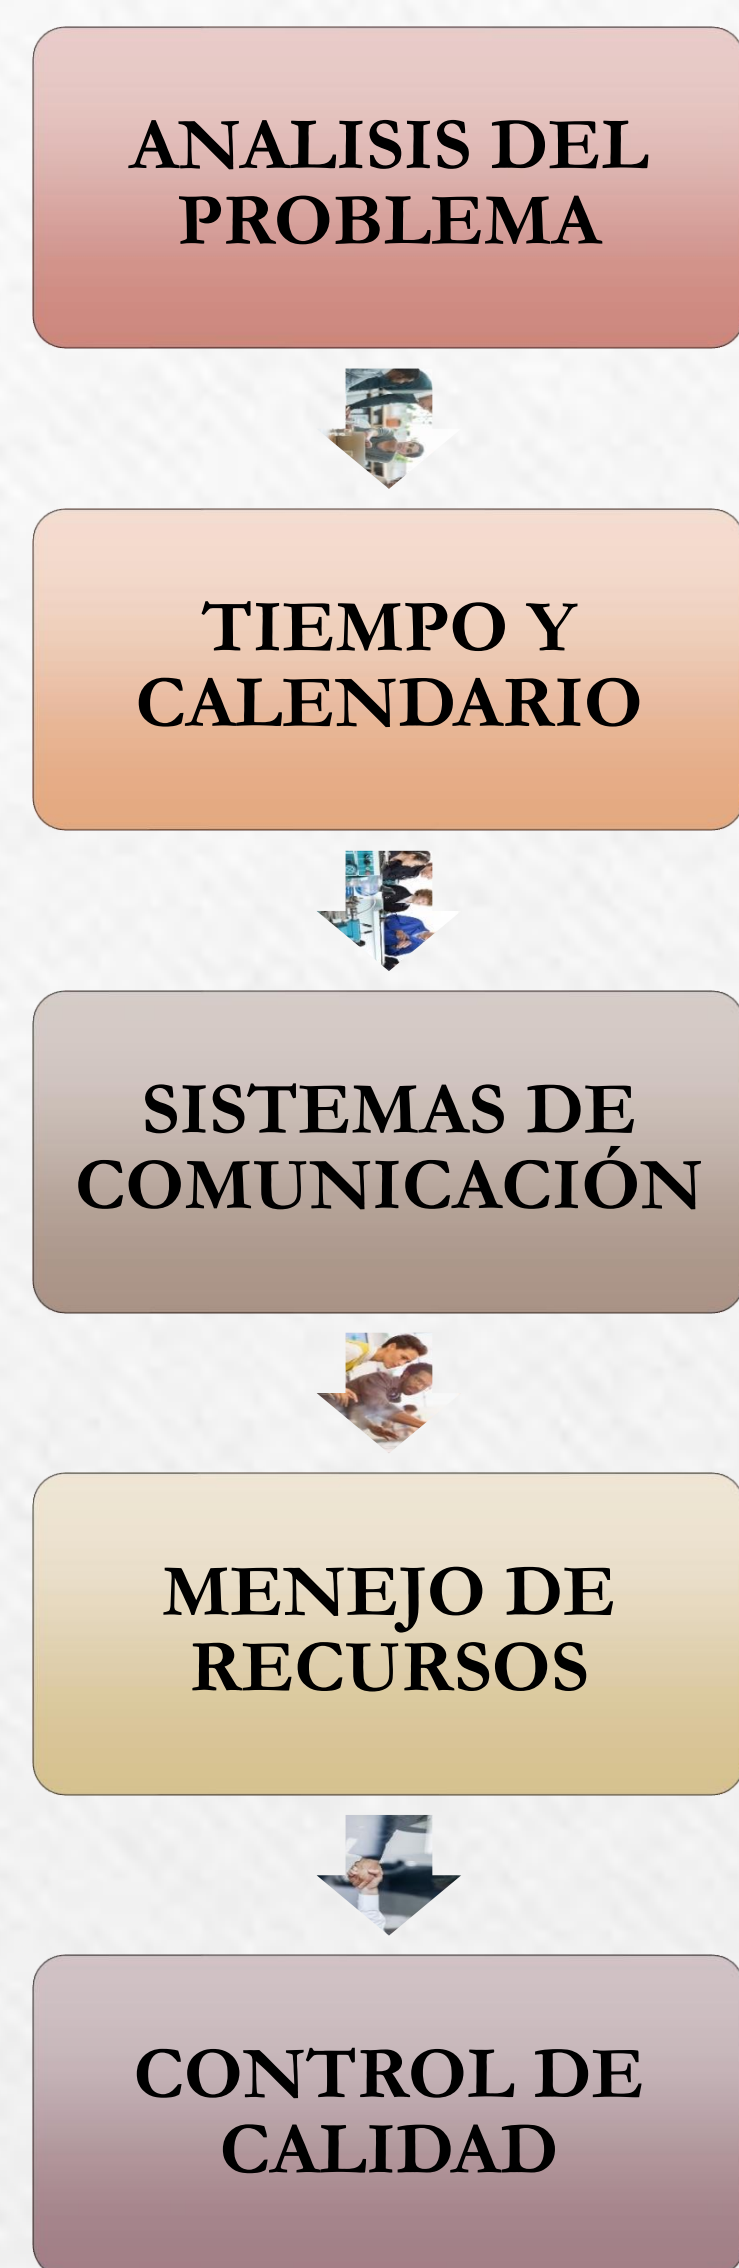 ANALISIS DEL
PROBLEMA
TIEMPO Y
CALENDARIO
SISTEMAS DE
COMUNICACIÓN
MENEJO DE
RECURSOS
CONTROL DE
CALIDAD